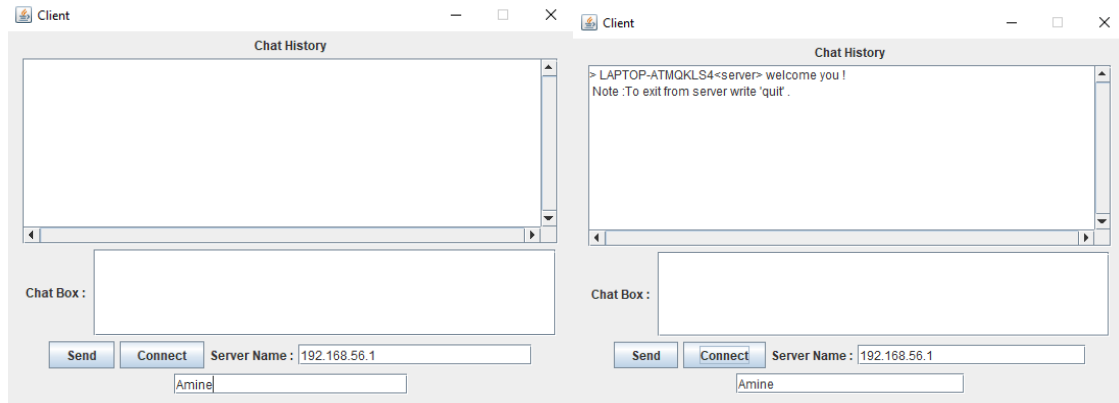 Client
Chat History
Chat Box :
Send Connect Server Name : 192.168.56.1
Amine
Client
Chat History
> LAPTOP-ATMQKLS4<server> welcome you !
Note :To exit from server write 'quit' .
Chat Box :
Send Connect Server Name : 192.168.56.1
Amine